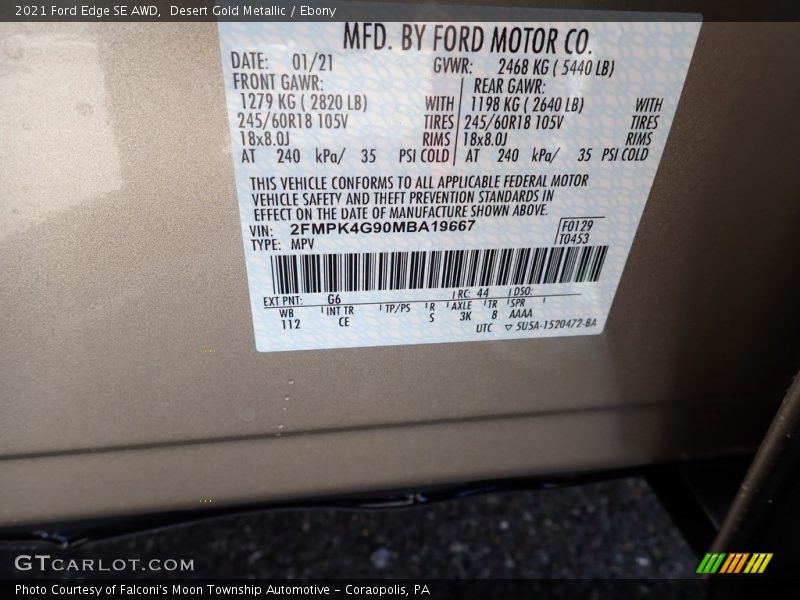 2021 Ford Edge SE AWD, Desert Gold Metallic / Ebony
MFD. BY FORD MOTOR CO.
DATE: 01/21 GVWR: 2468 KG ( 5440 LB)
FRONT GAWR: REAR GAWR:
1279 KG ( 2820 LB) WITH 1198 KG ( 2640 LB) WITH
245/60R18 105V TIRES 245/60R18 105V TIRES
18x8.0J RIMS 18x8.0J RIMS
AT 240 kPa/ 35 PSI COLD AT 240 kPa/ 35 PSI COLD
THIS VEHICLE CONFORMS TO ALL APPLICABLE FEDERAL MOTOR
VEHICLE SAFETY AND THEFT PREVENTION STANDARDS IN
EFFECT ON THE DATE OF MANUFACTURE SHOWN ABOVE.
VIN: 2FMPK4G90MBA19667 F0129
TYPE: MPV T0453
EXT PNT: G6 RC: 44 DSO:
WB INT TR TP/PS R AXLE TR SPR
112 CE S 3K 8 AAAA
UTC ▽ 5U5A-1520472-BA
GTCARLOT.COM
Photo Courtesy of Falconi's Moon Township Automotive - Coraopolis, PA